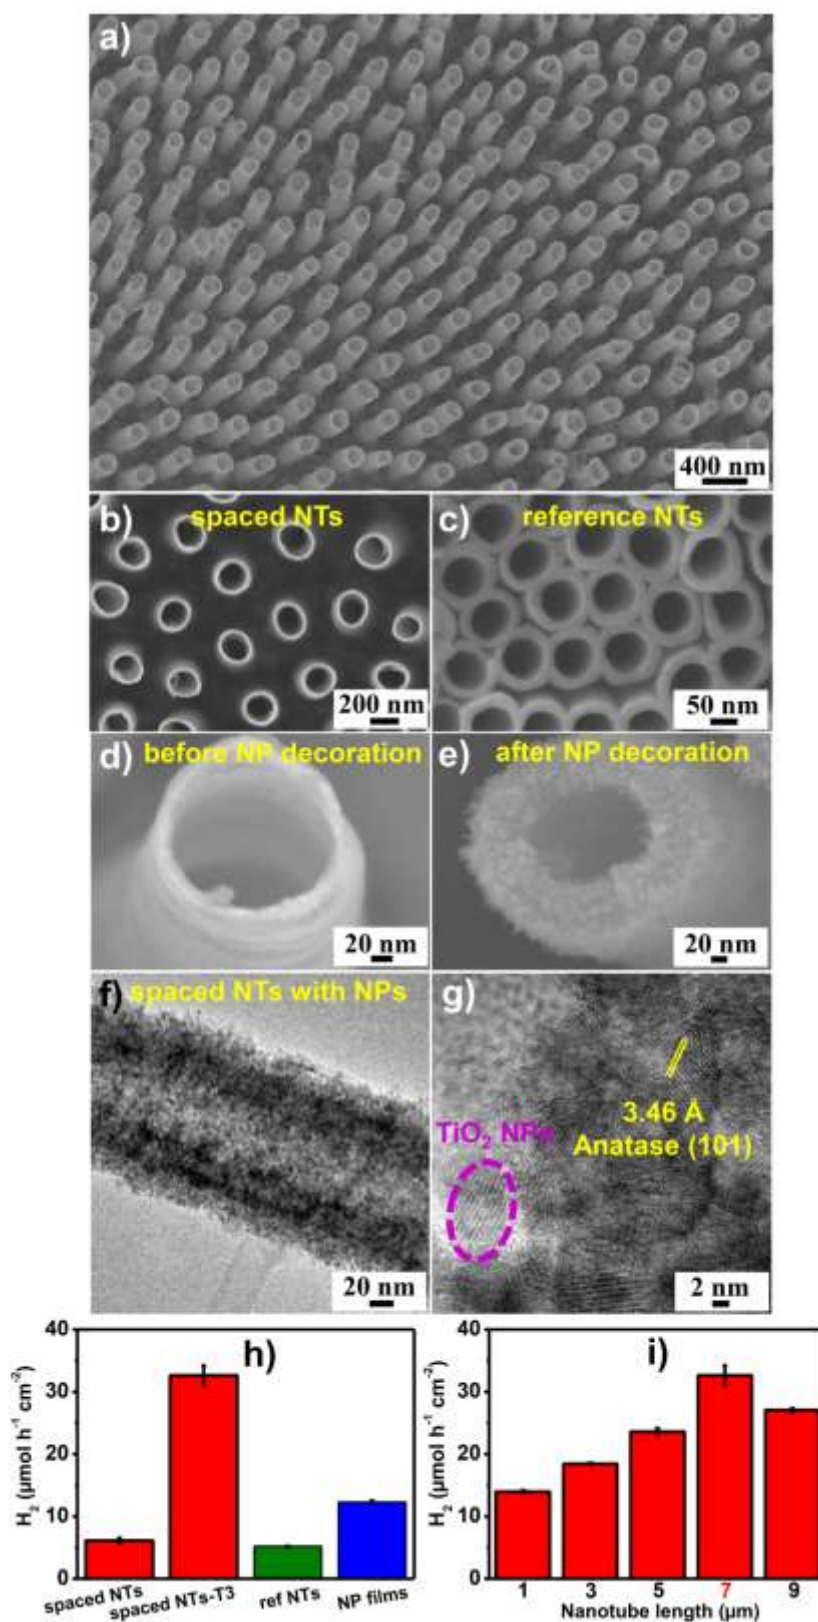 a)
400 nm
b) spaced NTs
200 nm
c) reference NTs
50 nm
d) before NP decoration
20 nm
e) after NP decoration
20 nm
f) spaced NTs with NPs
20 nm
g)
3.46 Å
Anatase (101)
TiO₂ NPs
2 nm
h)
H₂ (µmol h⁻¹ cm⁻²)
40
30
20
10
0
spaced NTs
spaced NTs-T3
ref NTs
NP films
i)
H₂ (µmol h⁻¹ cm⁻²)
40
30
20
10
0
1 3 5 7 9
Nanotube length (µm)